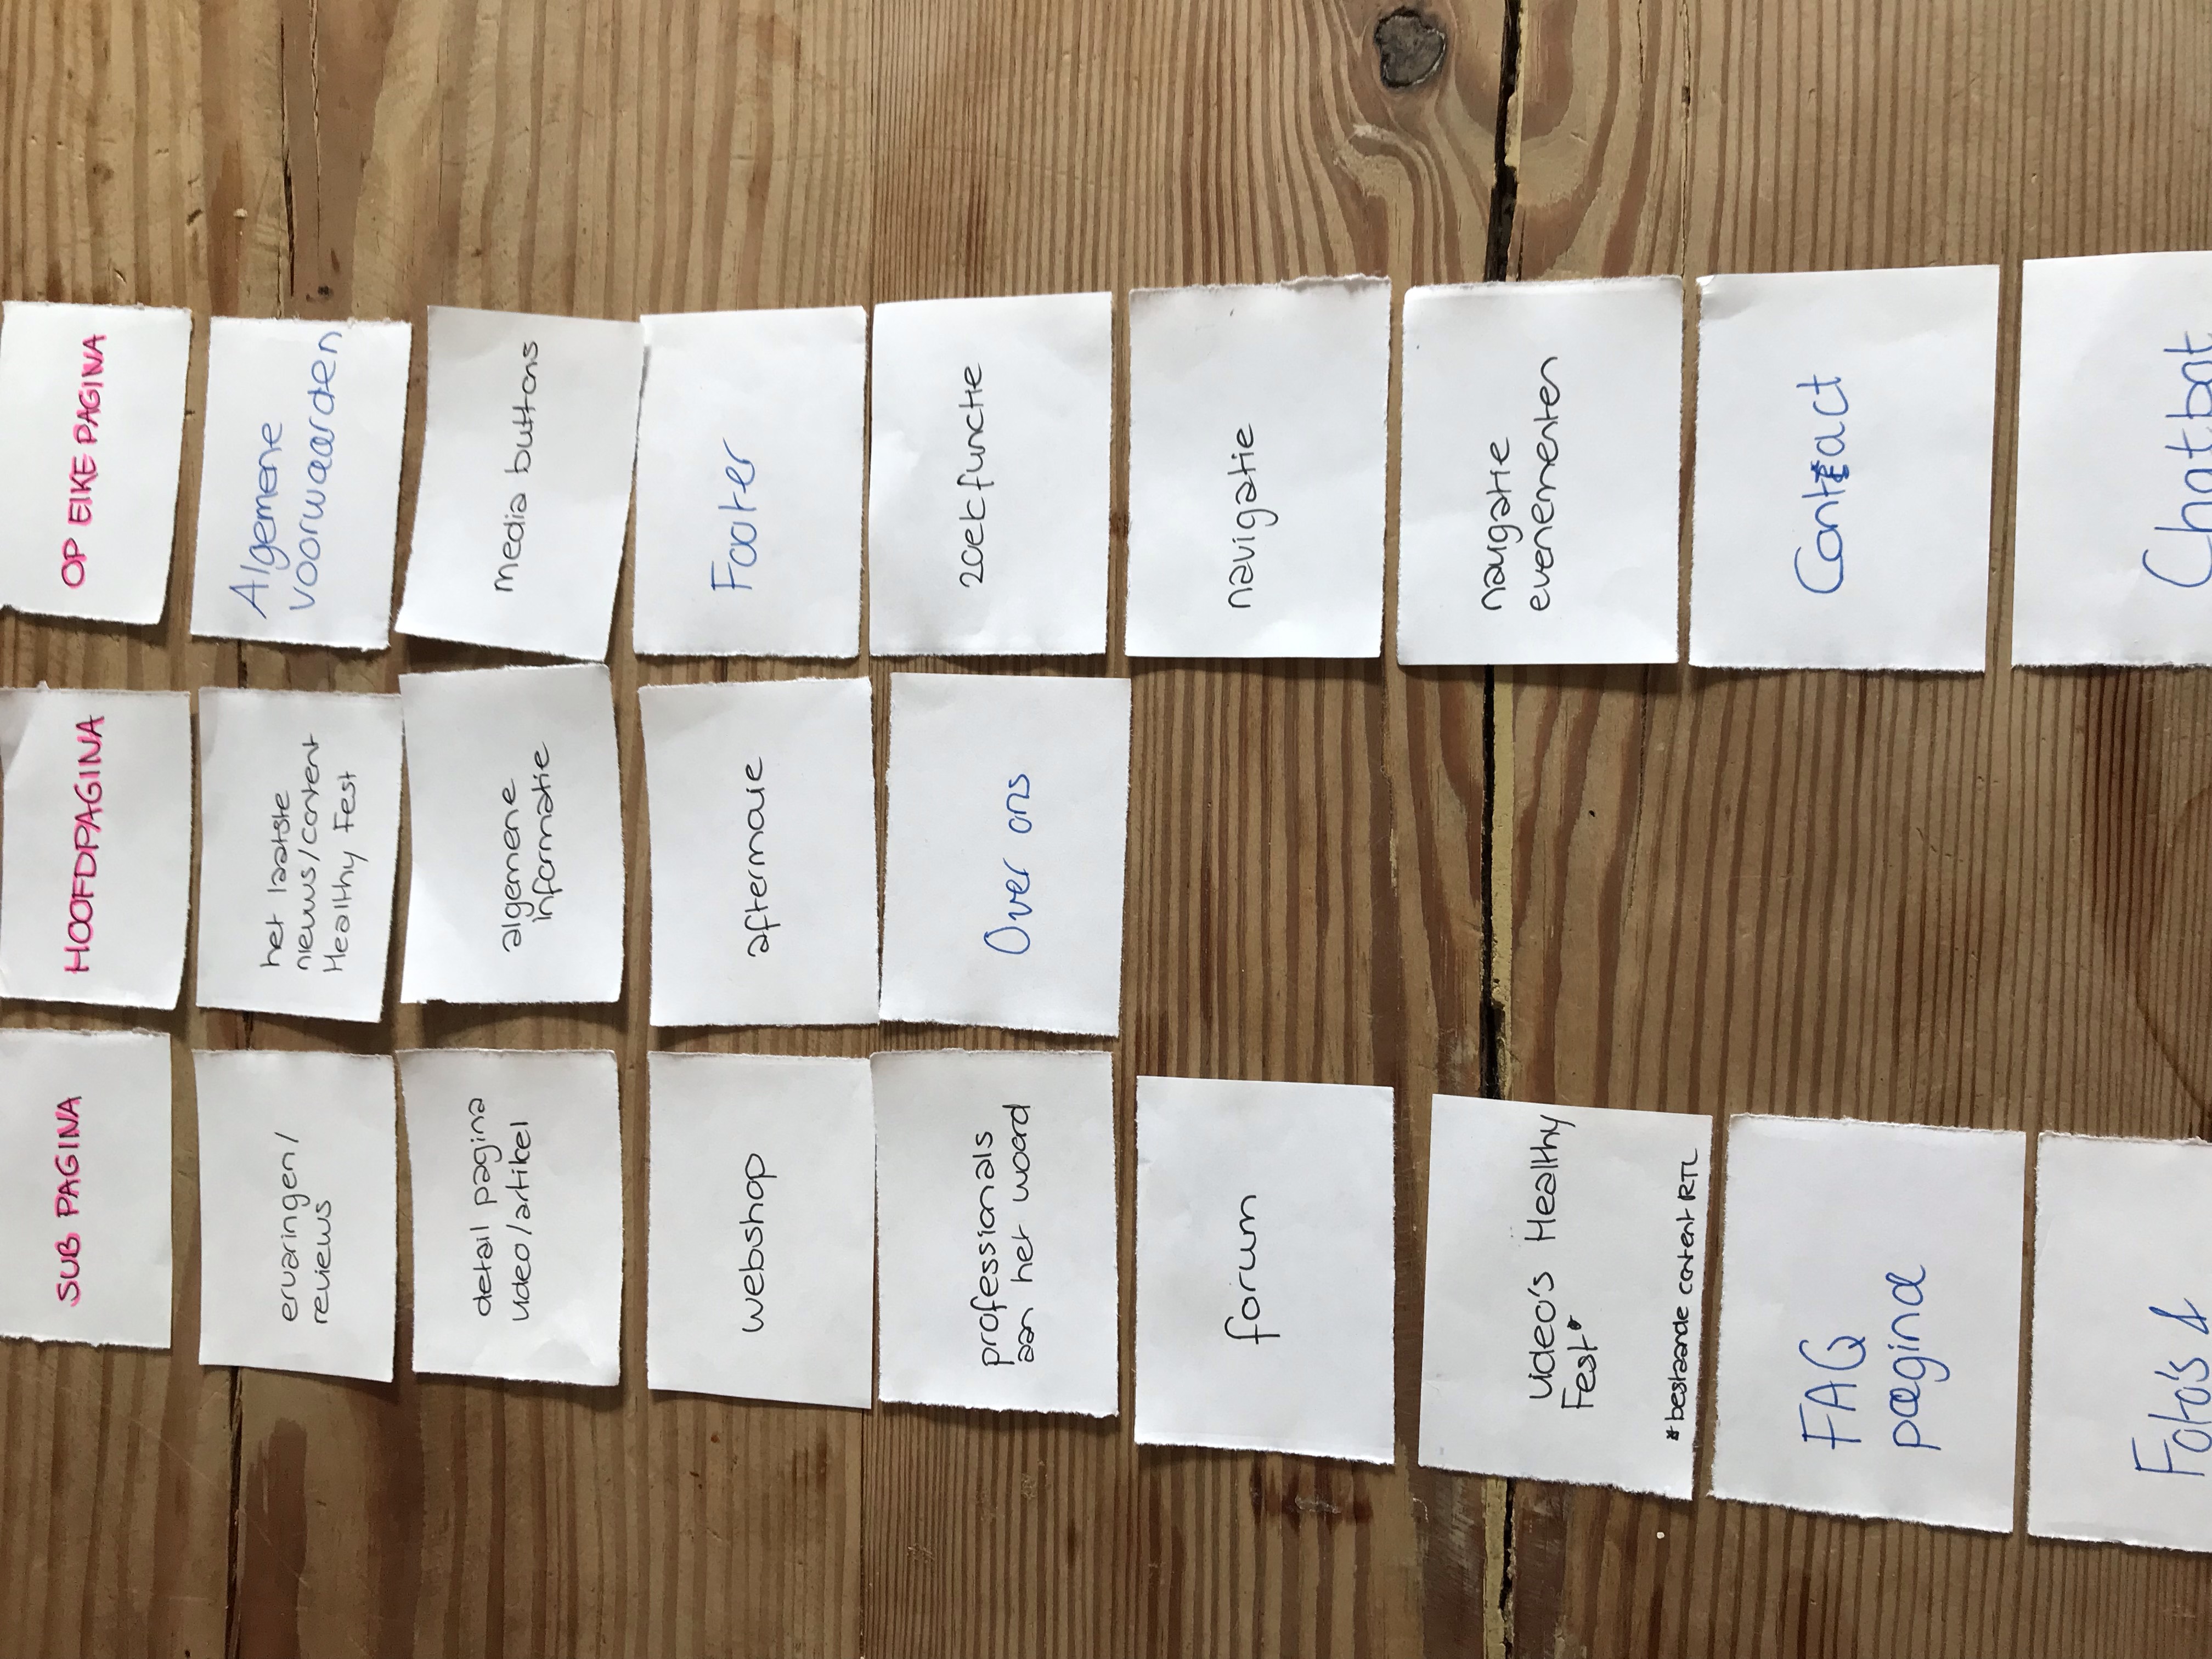 SUB PAGINA
ervaringen/
reviews
detail pagina
video/artikel
webshop
professionals
aan het woord
forum
video's Healthy
Fest*
*bestaande content RTL
FAQ
pagina
Foto's &
HOOFDPAGINA
het laatste
nieuws/content
Healthy Fest
algemene
informatie
aftermovie
Over ons
OP ELKE PAGINA
Algemene
voorwaarden
media buttons
Footer
zoekfunctie
navigatie
navigatie
evenementen
Contact
Chatbot